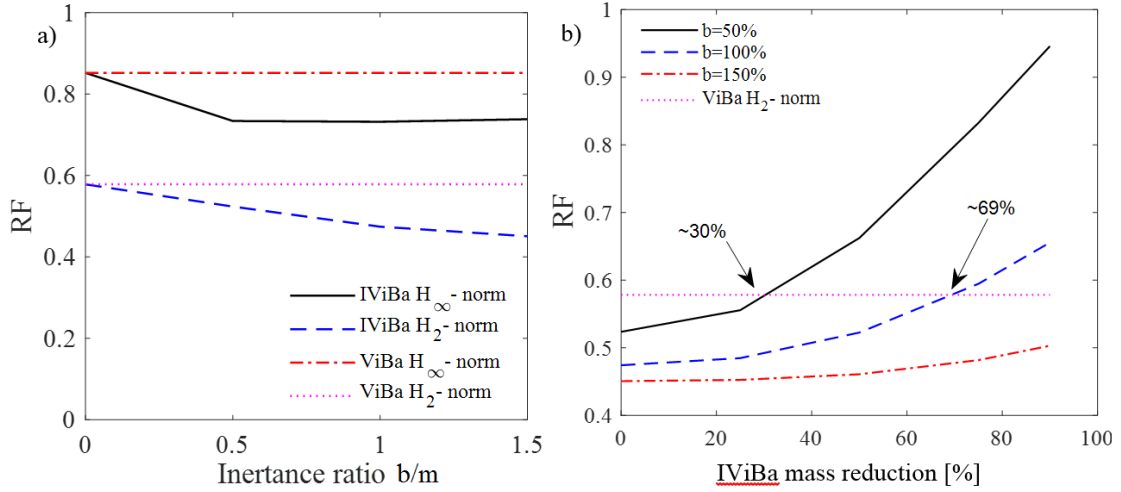 a)
1
0.8
0.6
0.4
0.2
0
RF
IViBa H∞- norm
IViBa H2- norm
ViBa H∞- norm
ViBa H2- norm
0 0.5 1 1.5
Inertance ratio b/m
b)
1
0.9
0.8
0.7
0.6
0.5
0.4
RF
b=50%
b=100%
b=150%
ViBa H2- norm
~30%
~69%
0 20 40 60 80 100
IViBa mass reduction [%]